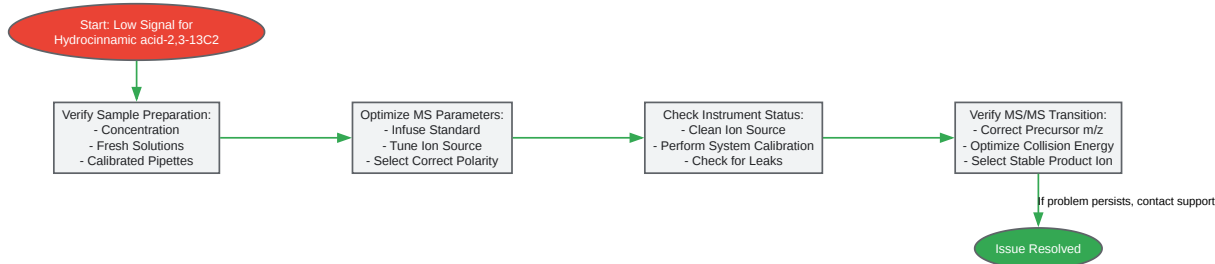 Start: Low Signal for
Hydrocinnamic acid-2,3-13C2
Verify Sample Preparation:
- Concentration
- Fresh Solutions
- Calibrated Pipettes
Optimize MS Parameters:
- Infuse Standard
- Tune Ion Source
- Select Correct Polarity
Check Instrument Status:
- Clean Ion Source
- Perform System Calibration
- Check for Leaks
Verify MS/MS Transition:
- Correct Precursor m/z
- Optimize Collision Energy
- Select Stable Product Ion
If problem persists, contact support
Issue Resolved